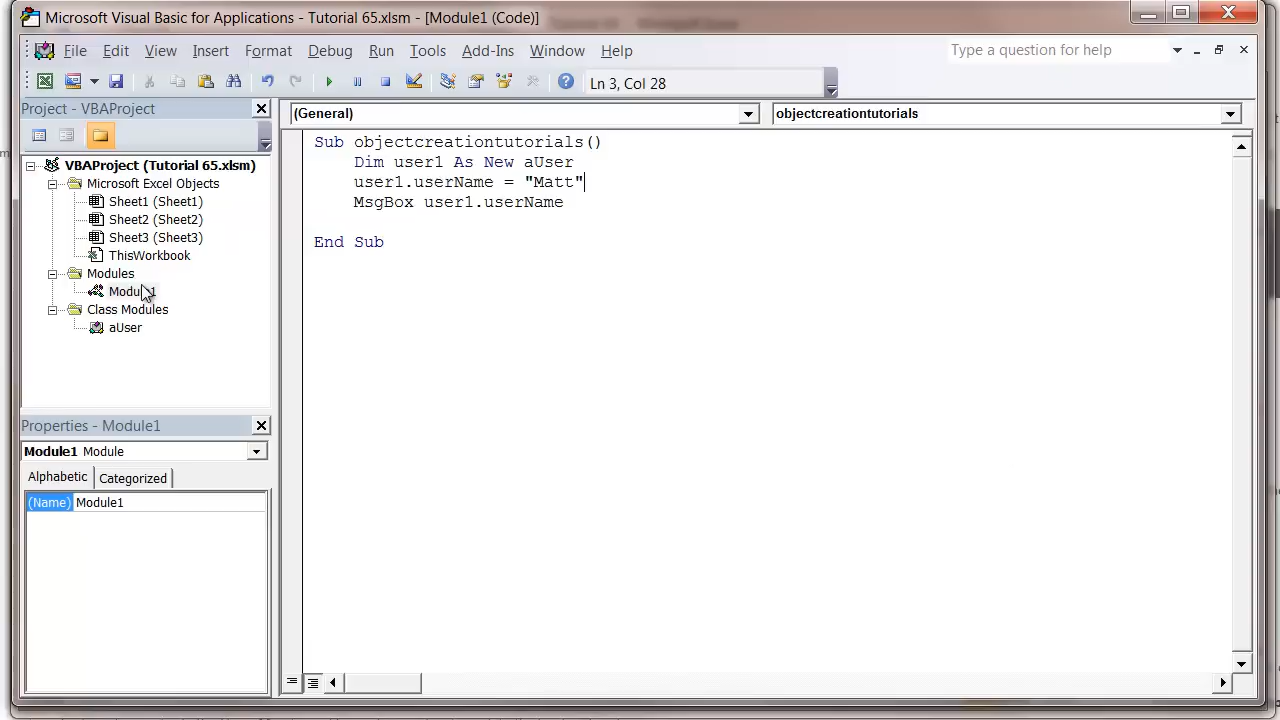 Microsoft Visual Basic for Applications - Tutorial 65.xlsm - [Module1 (Code)]
File Edit View Insert Format Debug Run Tools Add-Ins Window Help
Type a question for help
Ln 3, Col 28
Project - VBAProject
VBAProject (Tutorial 65.xlsm)
Microsoft Excel Objects
Sheet1 (Sheet1)
Sheet2 (Sheet2)
Sheet3 (Sheet3)
ThisWorkbook
Modules
Module1
Class Modules
aUser
Properties - Module1
Module1 Module
Alphabetic Categorized
(Name) Module1
(General) objectcreationtutorials
Sub objectcreationtutorials()
Dim user1 As New aUser
user1.userName = "Matt"
MsgBox user1.userName
End Sub